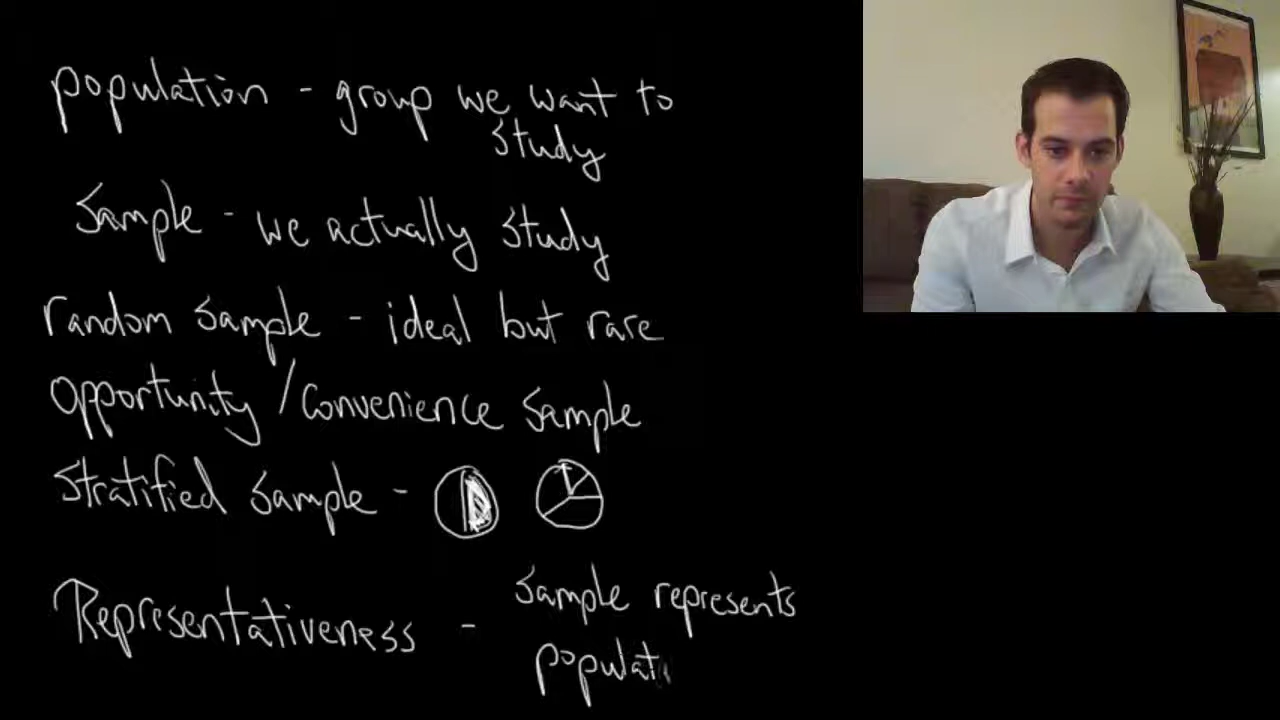 population - group we want to
study
Sample - we actually study
random sample - ideal but rare
Opportunity / Convenience Sample
Stratified Sample -
Representativeness - Sample represents
populati